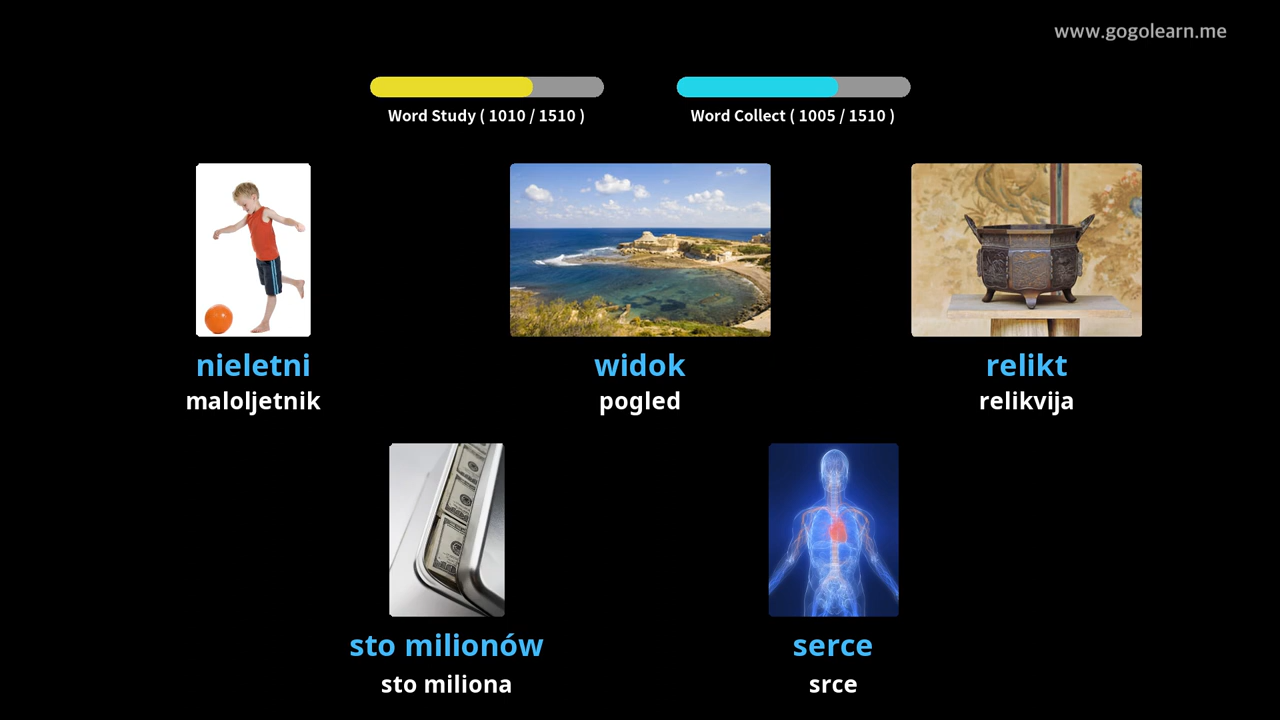 www.gogolearn.me
Word Study ( 1010 / 1510 )
Word Collect ( 1005 / 1510 )
nieletni
maloljetnik
widok
pogled
relikt
relikvija
sto milionów
sto miliona
serce
srce